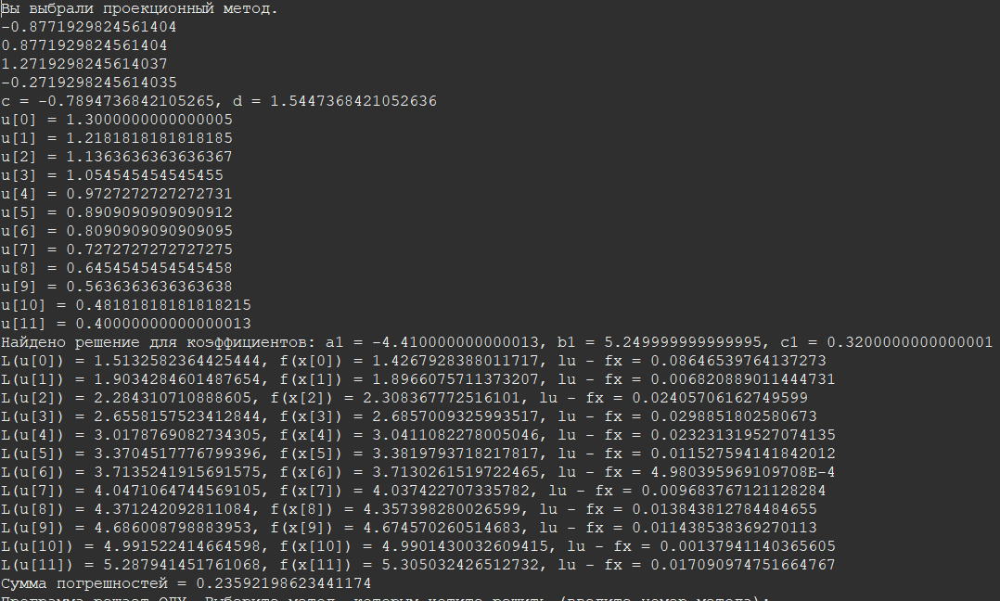 Вы выбрали проекционный метод.
-0.8771929824561404
0.8771929824561404
1.2719298245614037
-0.2719298245614035
c = -0.7894736842105265, d = 1.5447368421052636
u[0] = 1.3000000000000005
u[1] = 1.2181818181818185
u[2] = 1.1363636363636367
u[3] = 1.054545454545455
u[4] = 0.9727272727272731
u[5] = 0.8909090909090912
u[6] = 0.8090909090909095
u[7] = 0.7272727272727275
u[8] = 0.6454545454545458
u[9] = 0.5636363636363638
u[10] = 0.48181818181818215
u[11] = 0.40000000000000013
Найдено решение для коэффициентов: a1 = -4.410000000000013, b1 = 5.249999999999995, c1 = 0.3200000000000001
L(u[0]) = 1.5132582364425444, f(x[0]) = 1.4267928388011717, lu - fx = 0.08646539764137273
L(u[1]) = 1.9034284601487654, f(x[1]) = 1.8966075711373207, lu - fx = 0.006820889011444731
L(u[2]) = 2.284310710888605, f(x[2]) = 2.308367772516101, lu - fx = 0.02405706162749599
L(u[3]) = 2.6558157523412844, f(x[3]) = 2.6857009325993517, lu - fx = 0.0298851802580673
L(u[4]) = 3.0178769082734305, f(x[4]) = 3.0411082278005046, lu - fx = 0.023231319527074135
L(u[5]) = 3.3704517776799396, f(x[5]) = 3.3819793718217817, lu - fx = 0.011527594141842012
L(u[6]) = 3.7135241915691575, f(x[6]) = 3.7130261519722465, lu - fx = 4.980395969109708E-4
L(u[7]) = 4.0471064744569105, f(x[7]) = 4.037422707335782, lu - fx = 0.009683767121128284
L(u[8]) = 4.371242092811084, f(x[8]) = 4.357398280026599, lu - fx = 0.013843812784484655
L(u[9]) = 4.686008798883953, f(x[9]) = 4.674570260514683, lu - fx = 0.011438538369270113
L(u[10]) = 4.991522414664598, f(x[10]) = 4.9901430032609415, lu - fx = 0.00137941140365605
L(u[11]) = 5.287941451761068, f(x[11]) = 5.305032426512732, lu - fx = 0.017090974751664767
Сумма погрешностей = 0.23592198623441174
Программа решает ОДУ. Выберите метод, которым хотите решить (введите номер метода):